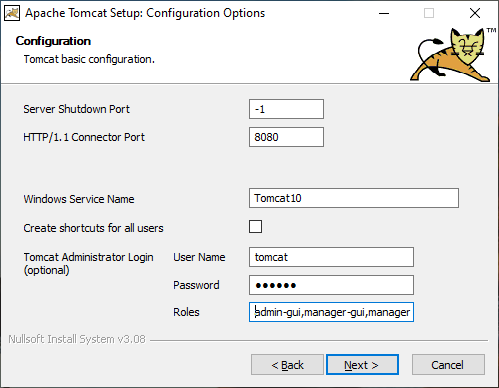 Apache Tomcat Setup: Configuration Options
Configuration
Tomcat basic configuration.
TM
Server Shutdown Port -1
HTTP/1.1 Connector Port 8080
Windows Service Name Tomcat10
Create shortcuts for all users
Tomcat Administrator Login (optional) User Name tomcat
Password ●●●●●●
Roles admin-gui,manager-gui,manager
Nullsoft Install System v3.08
< Back Next > Cancel